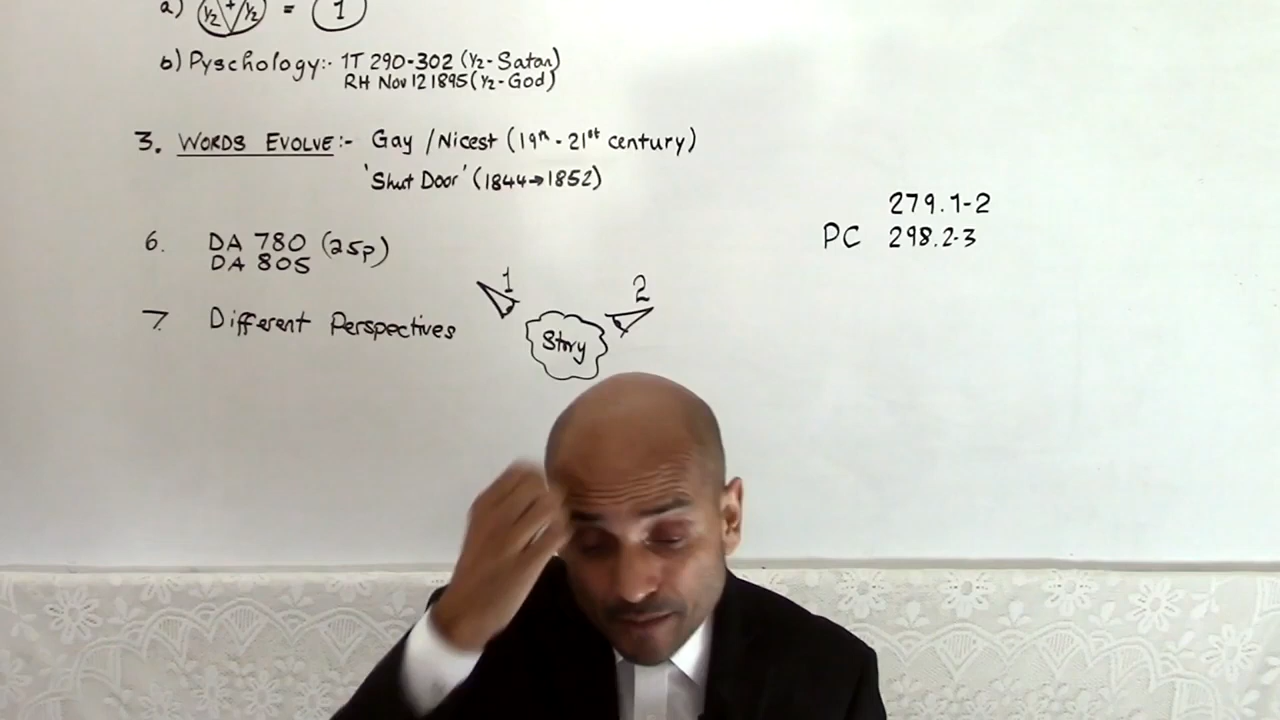 a) ½ + ½ = 1
b) Pyschology:- 1T 290-302 (½-Satan)
RH Nov 12 1895 (½-God)
3. WORDS EVOLVE:- Gay / Nicest (19th - 21st century)
'Shut Door' (1844→1852)
279.1-2
PC 298.2-3
6. DA 780 (25p)
DA 805
7. Different Perspectives
1
2
Story